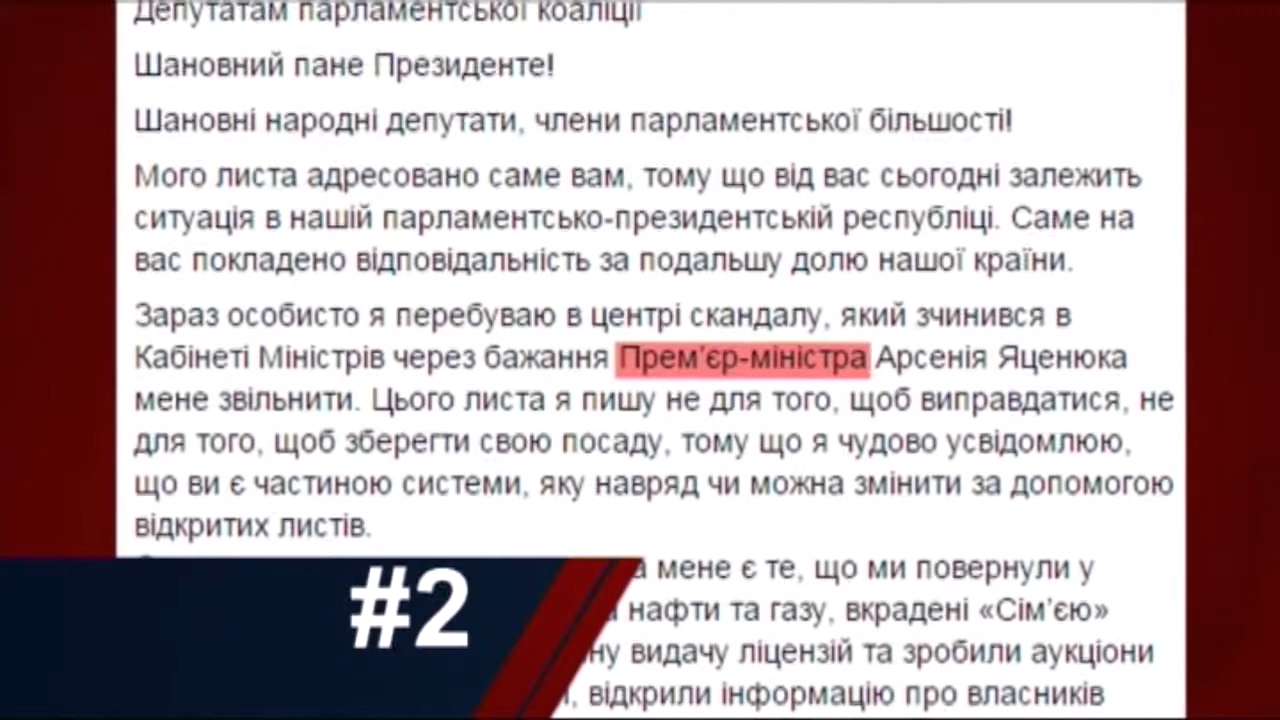 Депутатам парламентської коаліції
Шановний пане Президенте!
Шановні народні депутати, члени парламентської більшості!
Мого листа адресовано саме вам, тому що від вас сьогодні залежить
ситуація в нашій парламентсько-президентській республіці. Саме на
вас покладено відповідальність за подальшу долю нашої країни.
Зараз особисто я перебуваю в центрі скандалу, який зчинився в
Кабінеті Міністрів через бажання Прем’єр-міністра Арсенія Яценюка
мене звільнити. Цього листа я пишу не для того, щоб виправдатися, не
для того, щоб зберегти свою посаду, тому що я чудово усвідомлюю,
що ви є частиною системи, яку навряд чи можна змінити за допомогою
відкритих листів.
мене є те, що ми повернули у
нафти та газу, вкрадені «Сім’єю»
видачу ліцензій та зробили аукціони
відкрили інформацію про власників
#2